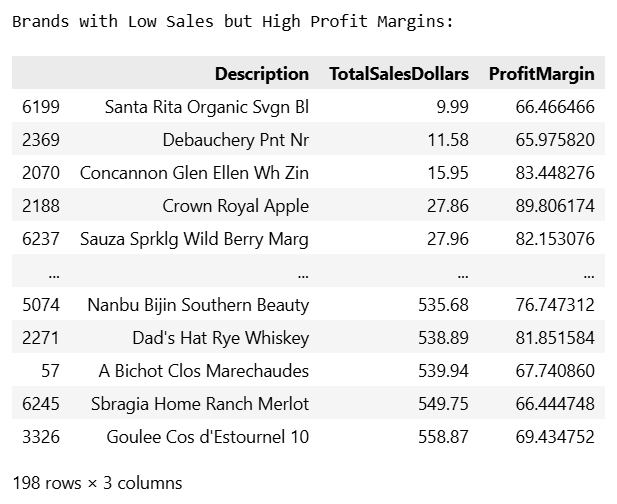 Brands with Low Sales but High Profit Margins:
Description TotalSalesDollars ProfitMargin
6199 Santa Rita Organic Svgn Bl 9.99 66.466466
2369 Debauchery Pnt Nr 11.58 65.975820
2070 Concannon Glen Ellen Wh Zin 15.95 83.448276
2188 Crown Royal Apple 27.86 89.806174
6237 Sauza Sprklg Wild Berry Marg 27.96 82.153076
... ... ... ...
5074 Nanbu Bijin Southern Beauty 535.68 76.747312
2271 Dad's Hat Rye Whiskey 538.89 81.851584
57 A Bichot Clos Marechaudes 539.94 67.740860
6245 Sbragia Home Ranch Merlot 549.75 66.444748
3326 Goulee Cos d'Estournel 10 558.87 69.434752
198 rows × 3 columns